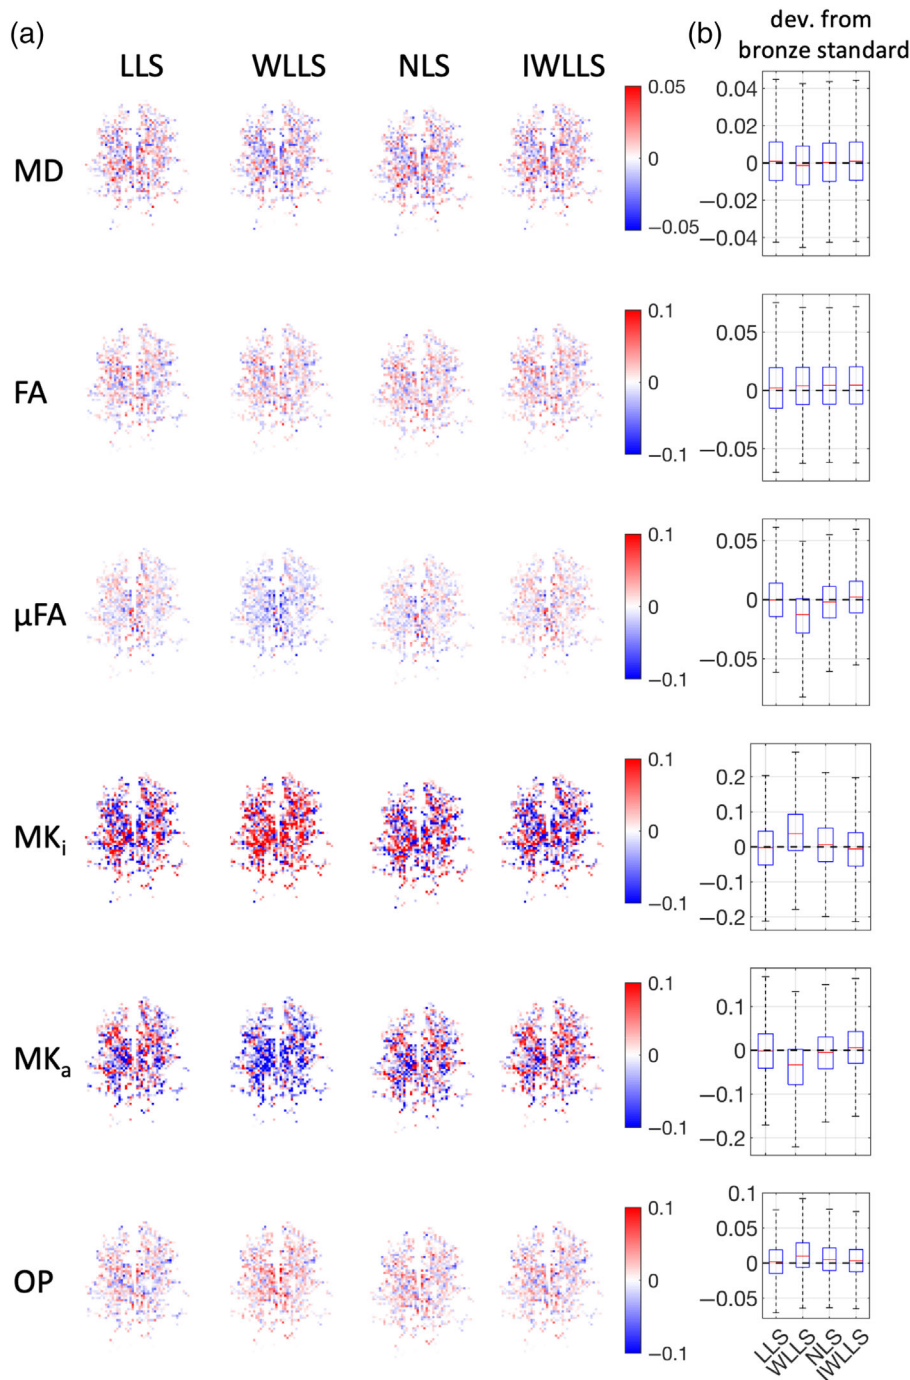 (a)
(b)
dev. from
bronze standard
LLS WLLS NLS IWLLS
MD
0.05
0
−0.05
0.04
0.02
0
−0.02
−0.04
FA
0.1
0
−0.1
0.05
0
−0.05
µFA
0.1
0
−0.1
0.05
0
−0.05
MKi
0.1
0
−0.1
0.2
0.1
0
−0.1
−0.2
MKa
0.1
0
−0.1
0.1
0
−0.1
−0.2
OP
0.1
0
−0.1
0.1
0.05
0
−0.05
LLS
WLLS
NLS
IWLLS